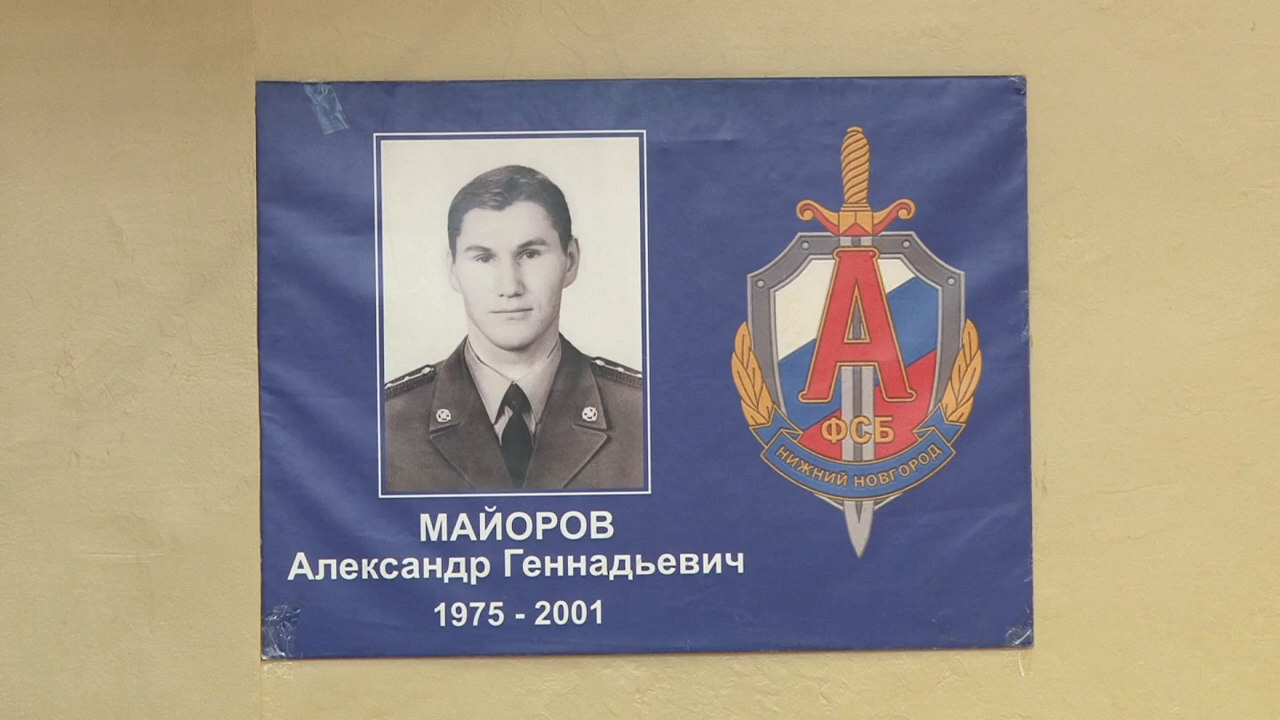 МАЙОРОВ
Александр Геннадьевич
1975 - 2001
А
ФСБ
НИЖНИЙ НОВГОРОД